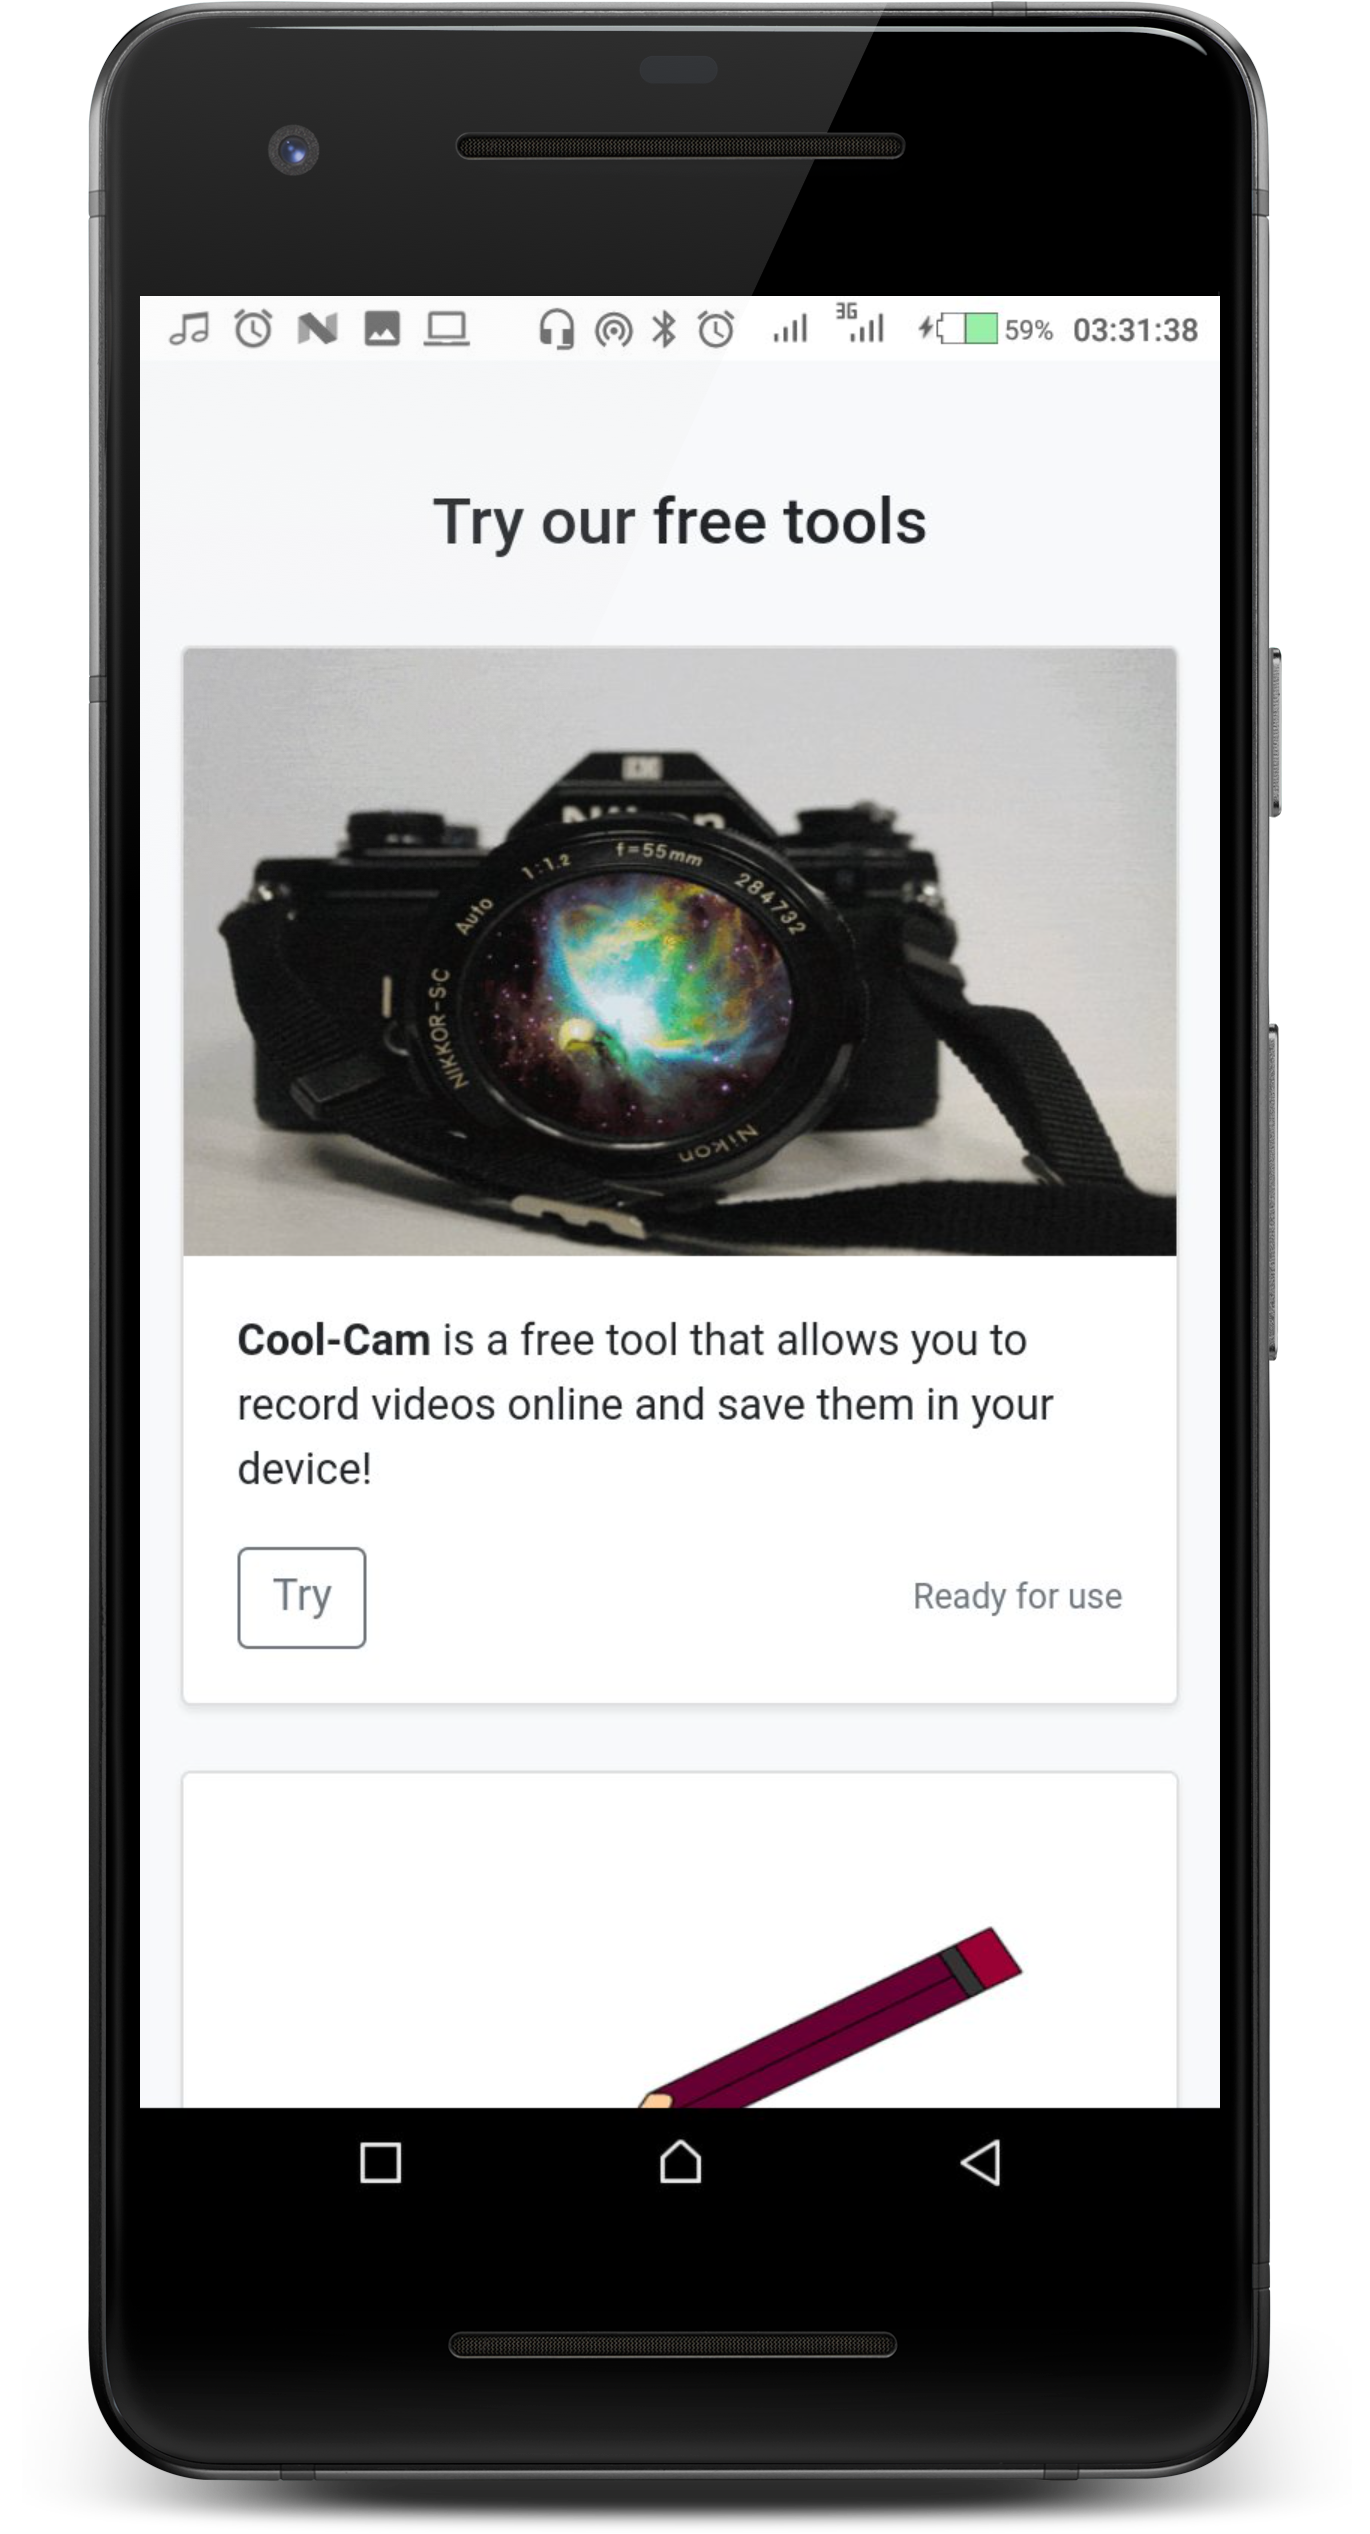 3G
59% 03:31:38
Try our free tools
Auto 1:1.2 f=55mm 284732
NIKKOR-S·C
Nikon
Cool-Cam is a free tool that allows you to
record videos online and save them in your
device!
Try
Ready for use